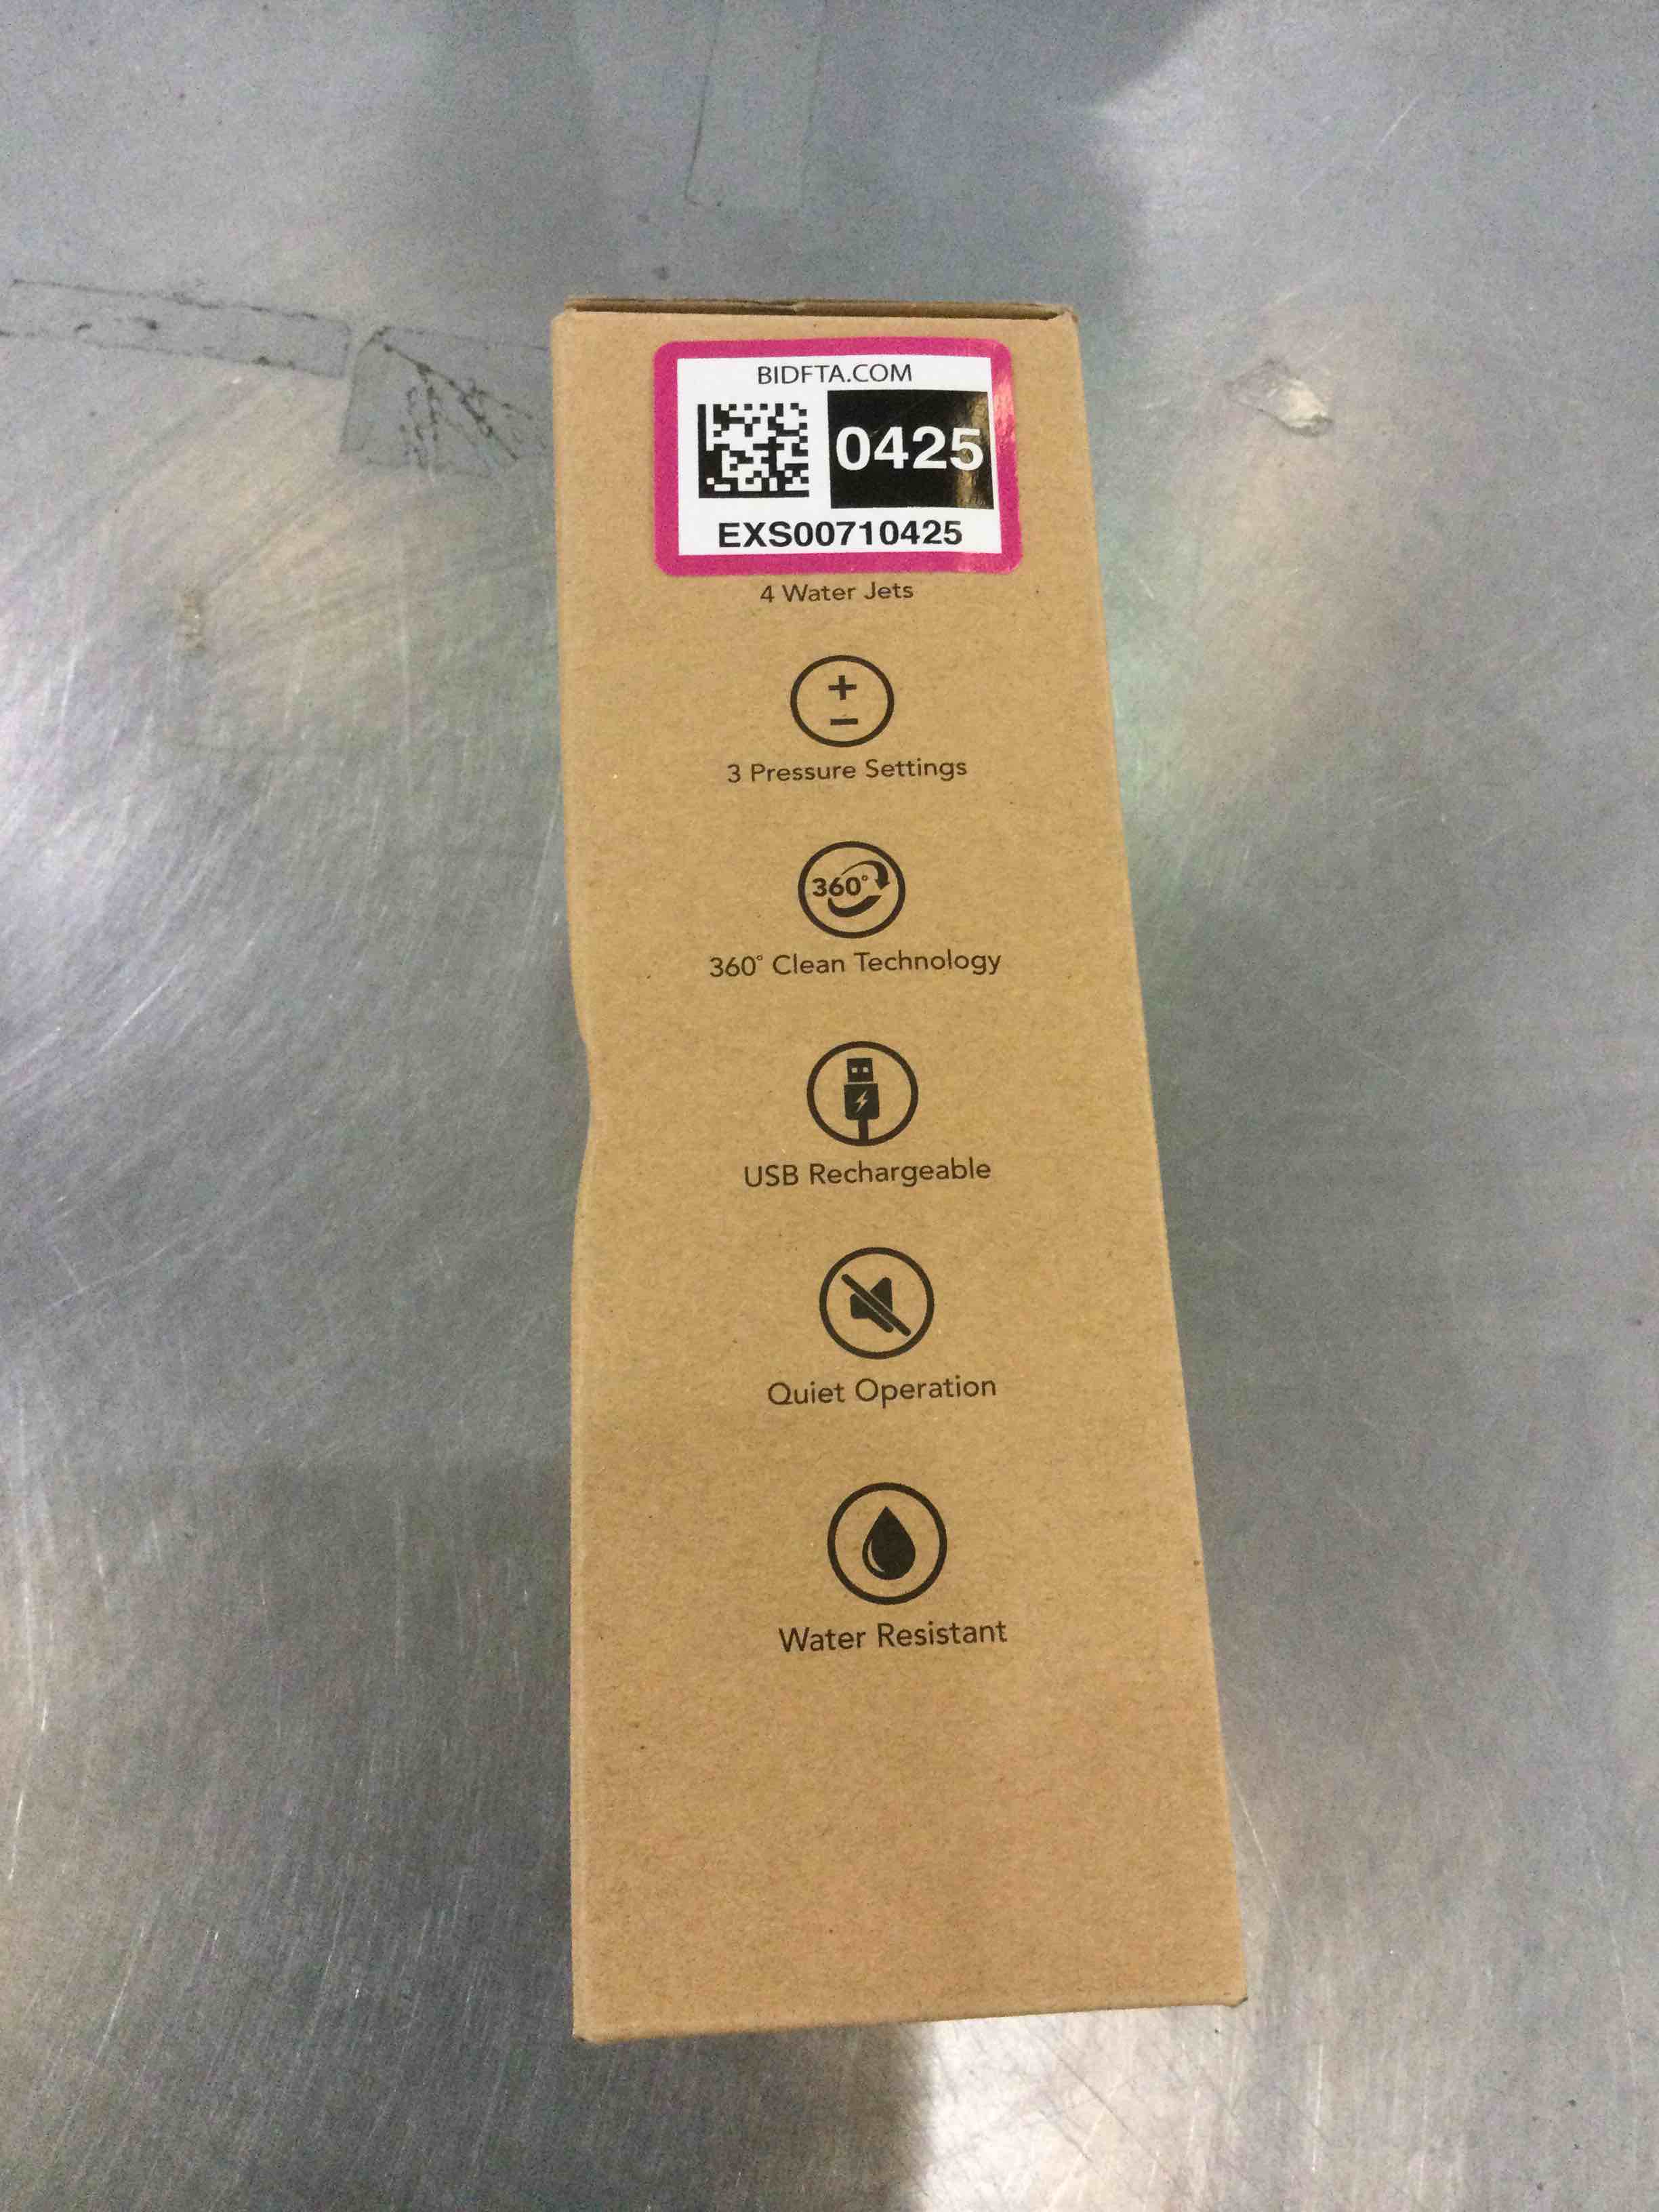 BIDFTA.COM
0425
EXS00710425
4 Water Jets
+
−
3 Pressure Settings
360°
360° Clean Technology
USB Rechargeable
Quiet Operation
Water Resistant